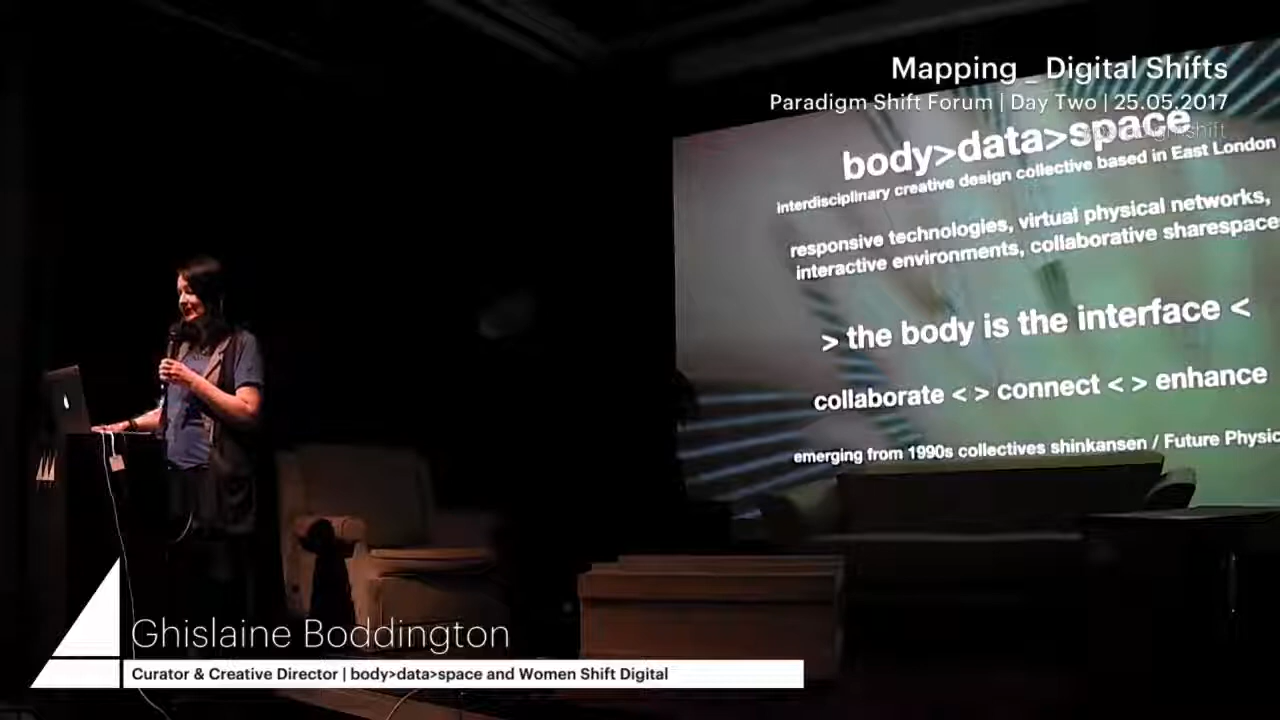 Mapping _ Digital Shifts
Paradigm Shift Forum | Day Two | 25.05.2017
body>data>space
interdisciplinary creative design collective based in East London
responsive technologies, virtual physical networks,
interactive environments, collaborative sharespace
> the body is the interface <
collaborate < > connect < > enhance
emerging from 1990s collectives shinkansen / Future Physic
Ghislaine Boddington
Curator & Creative Director | body>data>space and Women Shift Digital